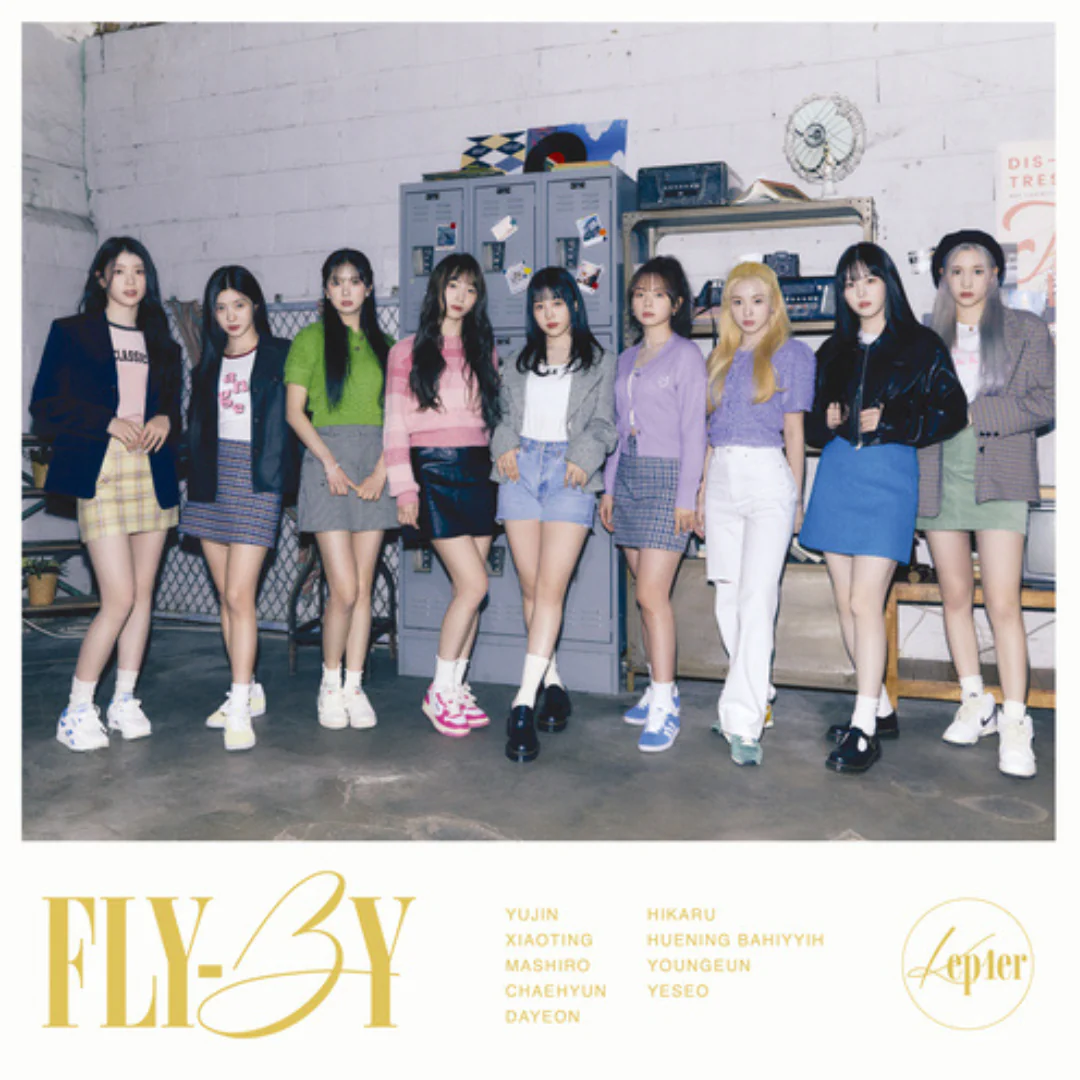 DIS-
TRES
CLASSIC
FLY-BY
YUJIN
XIAOTING
MASHIRO
CHAEHYUN
DAYEON
HIKARU
HUENING BAHIYYIH
YOUNGEUN
YESEO
Kep1er